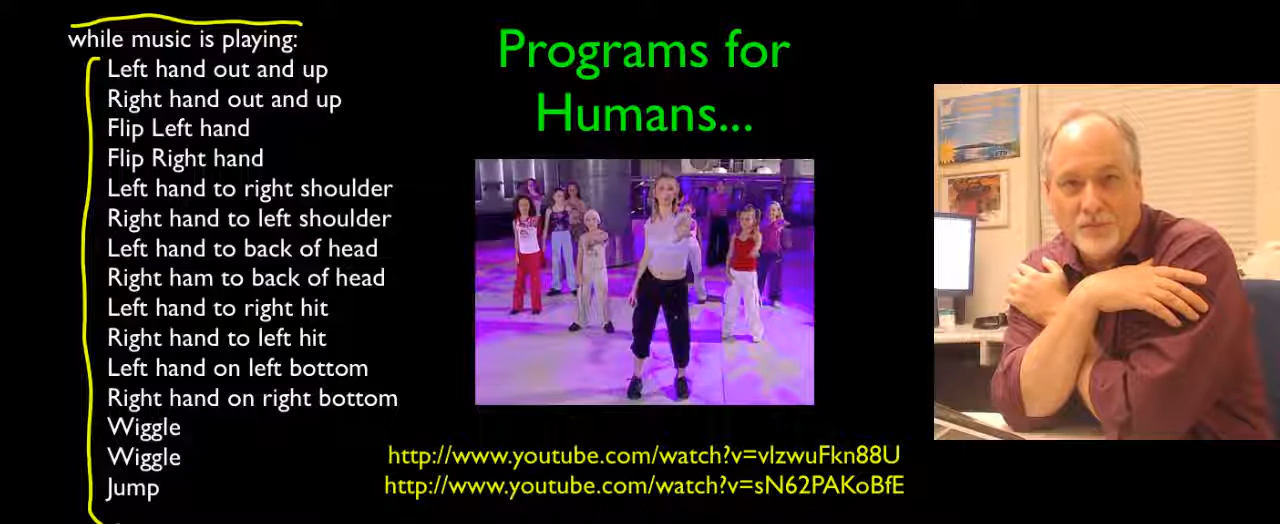 while music is playing:
Left hand out and up
Right hand out and up
Flip Left hand
Flip Right hand
Left hand to right shoulder
Right hand to left shoulder
Left hand to back of head
Right ham to back of head
Left hand to right hit
Right hand to left hit
Left hand on left bottom
Right hand on right bottom
Wiggle
Wiggle
Jump
Programs for
Humans...
http://www.youtube.com/watch?v=vlzwuFkn88U
http://www.youtube.com/watch?v=sN62PAKoBfE